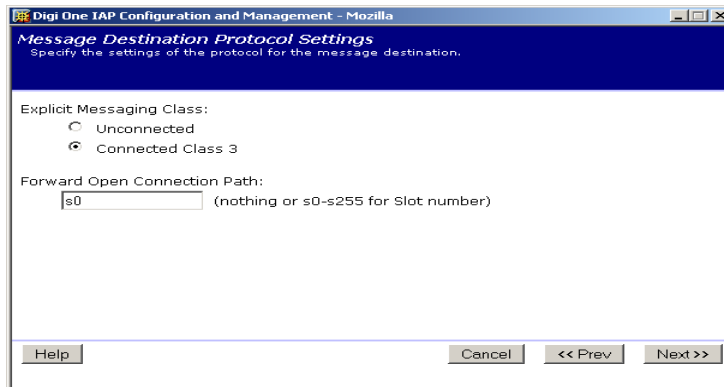 Digi One IAP Configuration and Management - Mozilla
Message Destination Protocol Settings
Specify the settings of the protocol for the message destination.
Explicit Messaging Class:
Unconnected
Connected Class 3
Forward Open Connection Path:
s0 (nothing or s0-s255 for Slot number)
Help Cancel << Prev Next >>